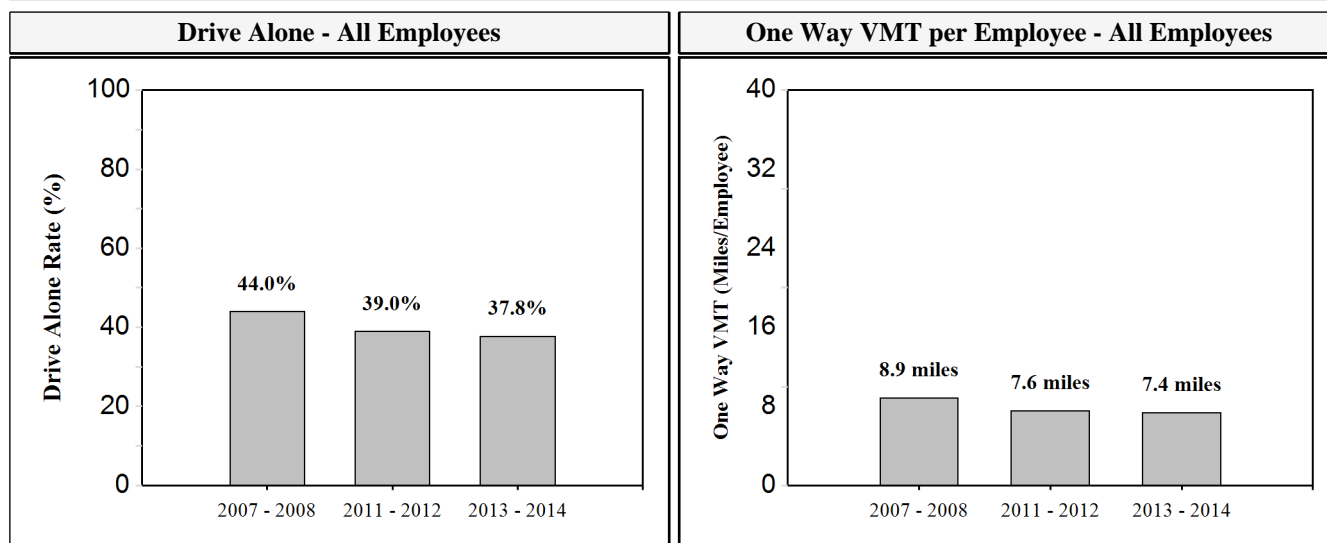 Drive Alone - All Employees
One Way VMT per Employee - All Employees
Drive Alone Rate (%)
100
80
60
40
20
0
44.0%
39.0%
37.8%
2007 - 2008
2011 - 2012
2013 - 2014
One Way VMT (Miles/Employee)
40
32
24
16
8
0
8.9 miles
7.6 miles
7.4 miles
2007 - 2008
2011 - 2012
2013 - 2014